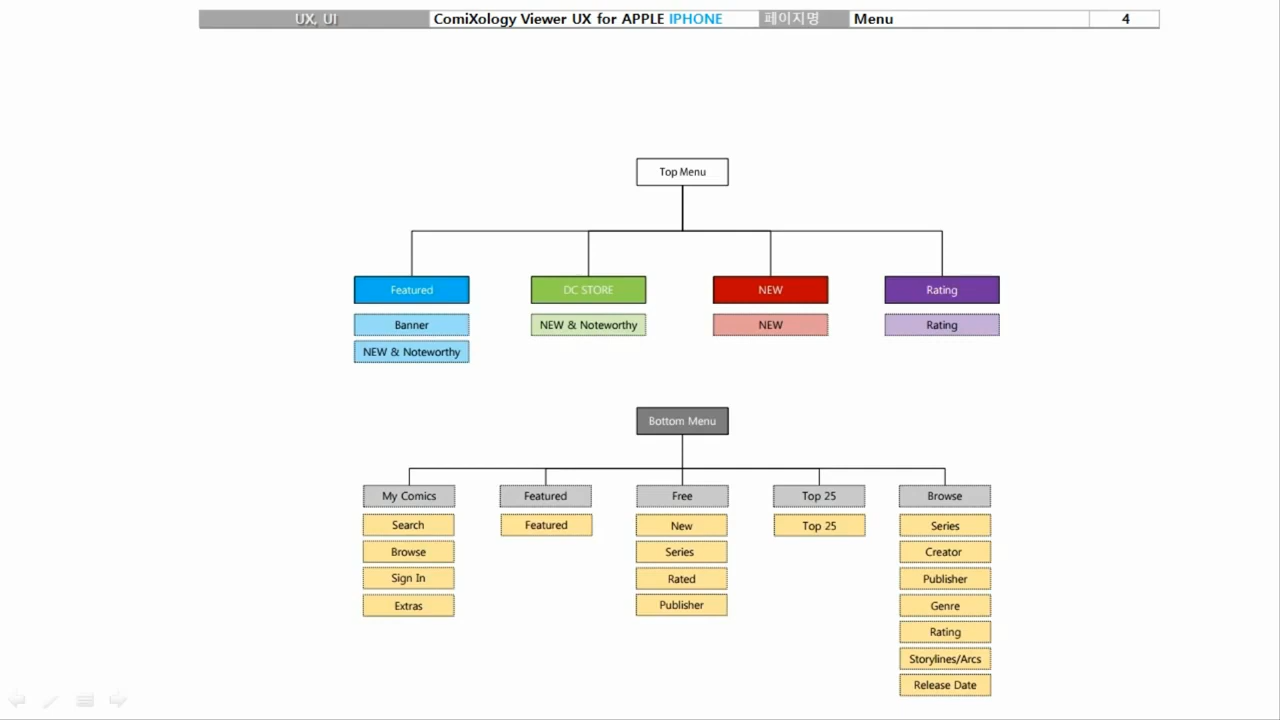 UX, UI ComiXology Viewer UX for APPLE IPHONE 페이지명 Menu 4
Top Menu
Featured DC STORE NEW Rating
Banner NEW & Noteworthy NEW Rating
NEW & Noteworthy
Bottom Menu
My Comics Featured Free Top 25 Browse
Search Featured New Top 25 Series
Browse Series Creator
Sign In Rated Publisher
Extras Publisher Genre
Rating
Storylines/Arcs
Release Date